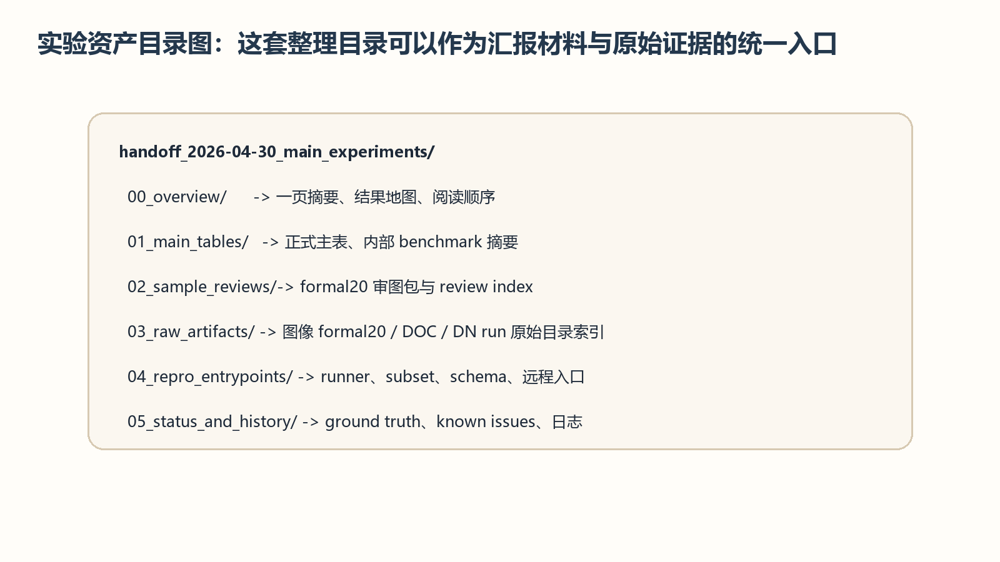 实验资产目录图：这套整理目录可以作为汇报材料与原始证据的统一入口
handoff_2026-04-30_main_experiments/
00_overview/ -> 一页摘要、结果地图、阅读顺序
01_main_tables/ -> 正式主表、内部 benchmark 摘要
02_sample_reviews/-> formal20 审图包与 review index
03_raw_artifacts/ -> 图像 formal20 / DOC / DN run 原始目录索引
04_repro_entrypoints/ -> runner、subset、schema、远程入口
05_status_and_history/ -> ground truth、known issues、日志